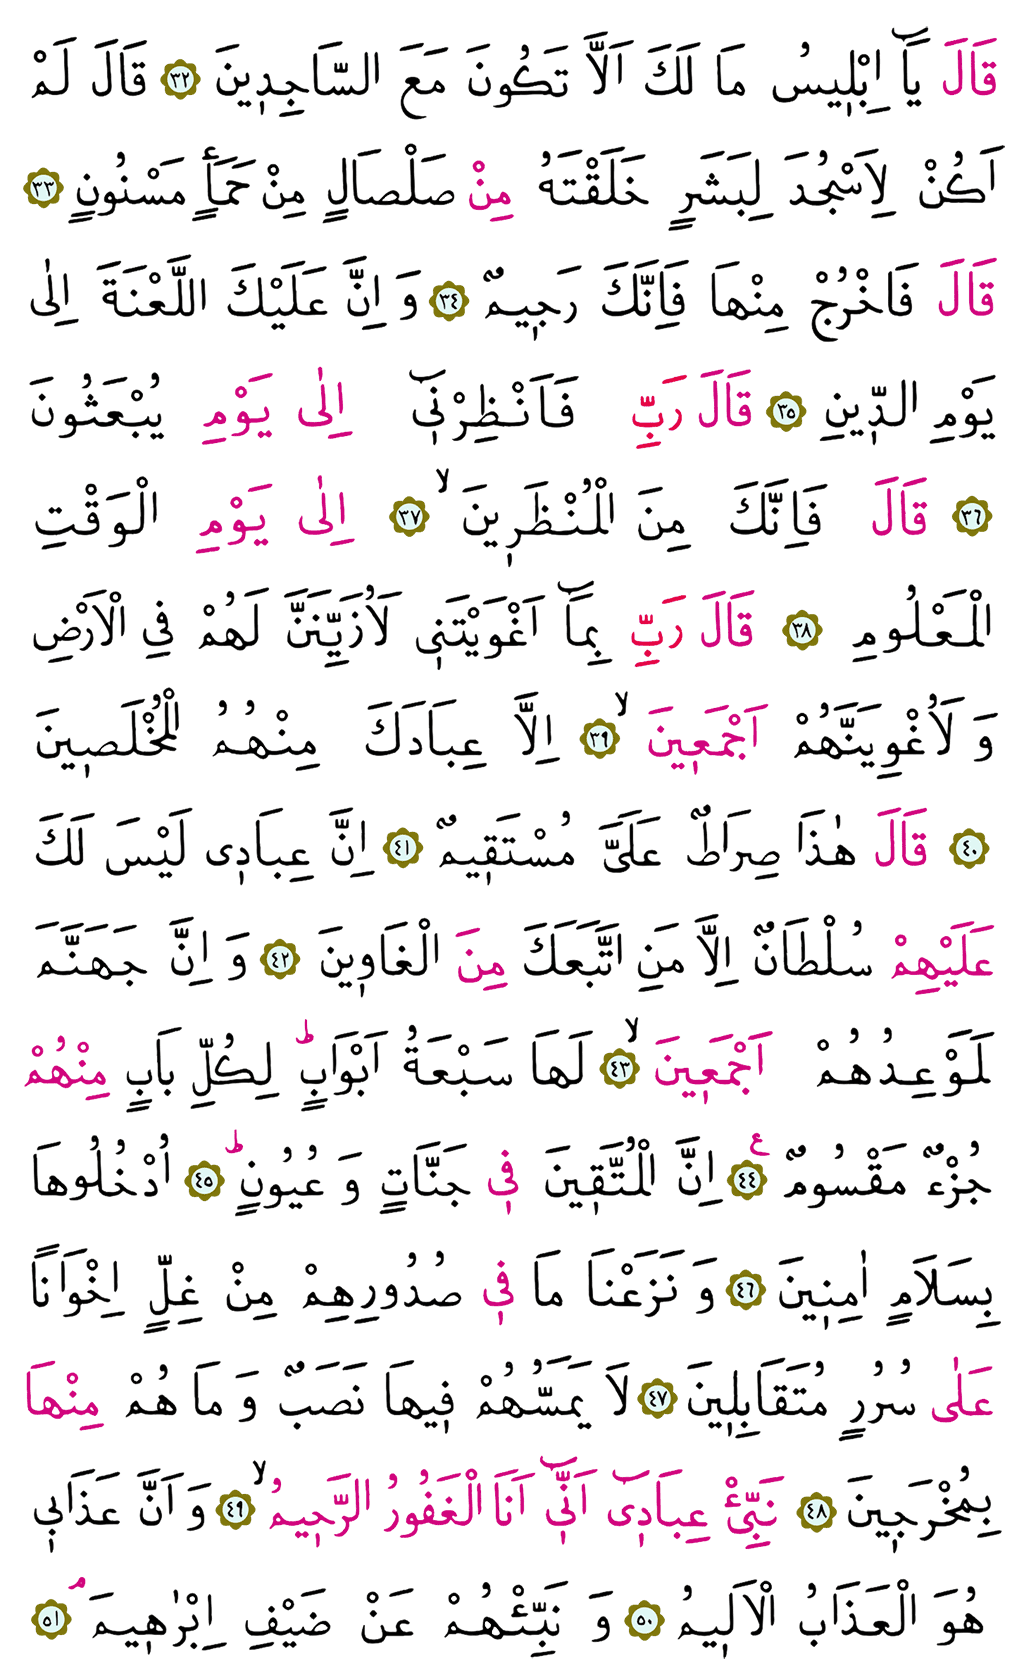 قَالَ يَٓا اِبْلٖيسُ مَا لَكَ اَلَّا تَكُونَ مَعَ السَّاجِدٖينَ ﴿٣٢﴾ قَالَ لَمْ
اَكُنْ لِاَسْجُدَ لِبَشَرٍ خَلَقْتَهُ مِنْ صَلْصَالٍ مِنْ حَمَأٍ مَسْنُونٍ ﴿٣٣﴾
قَالَ فَاخْرُجْ مِنْهَا فَاِنَّكَ رَجٖيمٌ ﴿٣٤﴾ وَ اِنَّ عَلَيْكَ اللَّعْنَةَ اِلٰى
يَوْمِ الدّٖينِ ﴿٣٥﴾ قَالَ رَبِّ فَاَنْظِرْنٖٓى اِلٰى يَوْمِ يُبْعَثُونَ
﴿٣٦﴾ قَالَ فَاِنَّكَ مِنَ الْمُنْظَرٖينَ ۙ ﴿٣٧﴾ اِلٰى يَوْمِ الْوَقْتِ
الْمَعْلُومِ ﴿٣٨﴾ قَالَ رَبِّ بِمَٓا اَغْوَيْتَنٖى لَاُزَيِّنَنَّ لَهُمْ فِى الْاَرْضِ
وَ لَاُغْوِيَنَّهُمْ اَجْمَعٖينَ ۙ ﴿٣٩﴾ اِلَّا عِبَادَكَ مِنْهُمُ الْمُخْلَصٖينَ
﴿٤٠﴾ قَالَ هٰذَا صِرَاطٌ عَلَىَّ مُسْتَقٖيمٌ ﴿٤١﴾ اِنَّ عِبَادٖى لَيْسَ لَكَ
عَلَيْهِمْ سُلْطَانٌ اِلَّا مَنِ اتَّبَعَكَ مِنَ الْغَاوٖينَ ﴿٤٢﴾ وَ اِنَّ جَهَنَّمَ
لَمَوْعِدُهُمْ اَجْمَعٖينَ ۙ ﴿٤٣﴾ لَهَا سَبْعَةُ اَبْوَابٍ ؕ لِكُلِّ بَابٍ مِنْهُمْ
جُزْءٌ مَقْسُومٌ ع ﴿٤٤﴾ اِنَّ الْمُتَّقٖينَ فٖى جَنَّاتٍ وَ عُيُونٍ ؕ ﴿٤٥﴾ اُدْخُلُوهَا
بِسَلَامٍ اٰمِنٖينَ ﴿٤٦﴾ وَ نَزَعْنَا مَا فٖى صُدُورِهِمْ مِنْ غِلٍّ اِخْوَانًا
عَلٰى سُرُرٍ مُتَقَابِلٖينَ ﴿٤٧﴾ لَا يَمَسُّهُمْ فٖيهَا نَصَبٌ وَ مَا هُمْ مِنْهَا
بِمُخْرَجٖينَ ﴿٤٨﴾ نَبِّئْ عِبَادٖٓى اَنّٖٓى اَنَا الْغَفُورُ الرَّحٖيمُ ۙ ﴿٤٩﴾ وَ اَنَّ عَذَابٖى
هُوَ الْعَذَابُ الْاَلٖيمُ ﴿٥٠﴾ وَ نَبِّئْهُمْ عَنْ ضَيْفِ اِبْرٰهٖيمَ ۘ ﴿٥١﴾